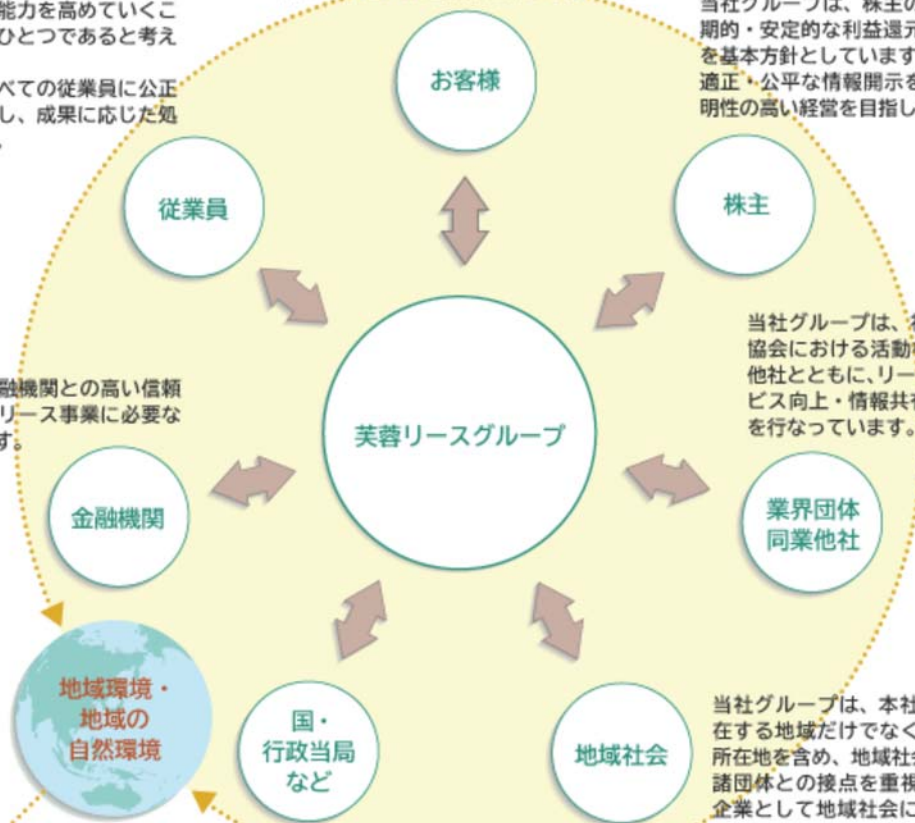 能力を高めていくこ
ひとつであると考え
べての従業員に公正
し、成果に応じた処
当社グループは、株主の
期的・安定的な利益還元
を基本方針としています
適正・公平な情報開示を
明性の高い経営を目指し
お客様
従業員
株主
当社グループは、
協会における活動
他社とともに、リー
ビス向上・情報共有
を行なっています。
融機関との高い信頼
リース事業に必要な
す。
芙蓉リースグループ
金融機関
業界団体
同業他社
地域環境・
地域の
自然環境
国・
行政当局
など
地域社会
当社グループは、本社
在する地域だけでなく
所在地を含め、地域社会
諸団体との接点を重視
企業として地域社会に